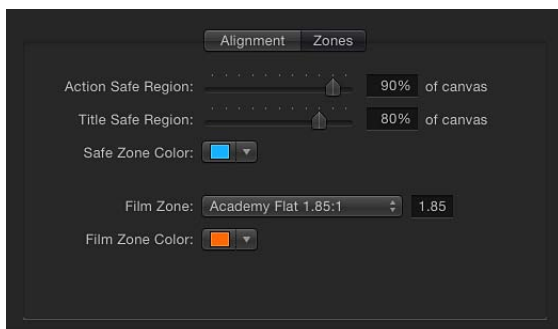 Alignment Zones
Action Safe Region: 90% of canvas
Title Safe Region: 80% of canvas
Safe Zone Color:
Film Zone: Academy Flat 1.85:1 1.85
Film Zone Color: